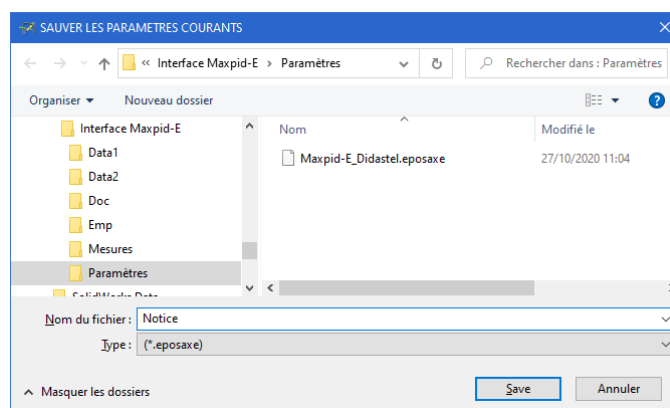 SAUVER LES PARAMETRES COURANTS
« Interface Maxpid-E > Paramètres
Rechercher dans : Paramètres
Organiser
Nouveau dossier
Nom
Modifié le
Interface Maxpid-E
Maxpid-E_Didastel.eposaxe
27/10/2020 11:04
Data1
Data2
Doc
Emp
Mesures
Paramètres
SolidWorks Data
Nom du fichier : Notice
Type : (*.eposaxe)
Masquer les dossiers
Save
Annuler